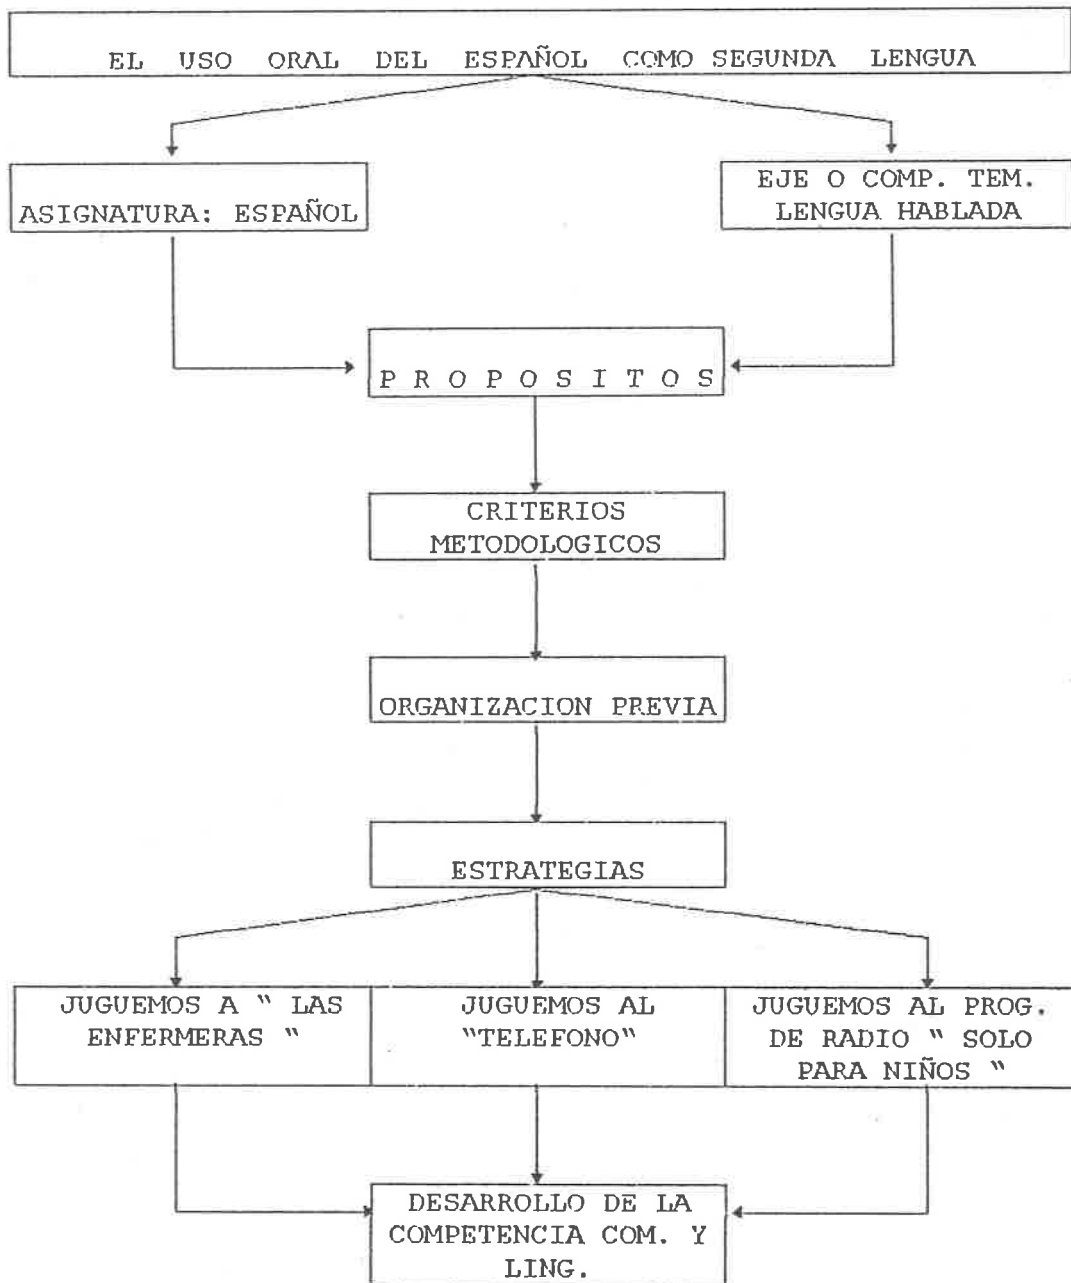 EL USO ORAL DEL ESPAÑOL COMO SEGUNDA LENGUA
ASIGNATURA: ESPAÑOL
EJE O COMP. TEM.
LENGUA HABLADA
P R O P O S I T O S
CRITERIOS
METODOLOGICOS
ORGANIZACION PREVIA
ESTRATEGIAS
JUGUEMOS A " LAS
ENFERMERAS "
JUGUEMOS AL
"TELEFONO"
JUGUEMOS AL PROG.
DE RADIO " SOLO
PARA NIÑOS "
DESARROLLO DE LA
COMPETENCIA COM. Y
LING.